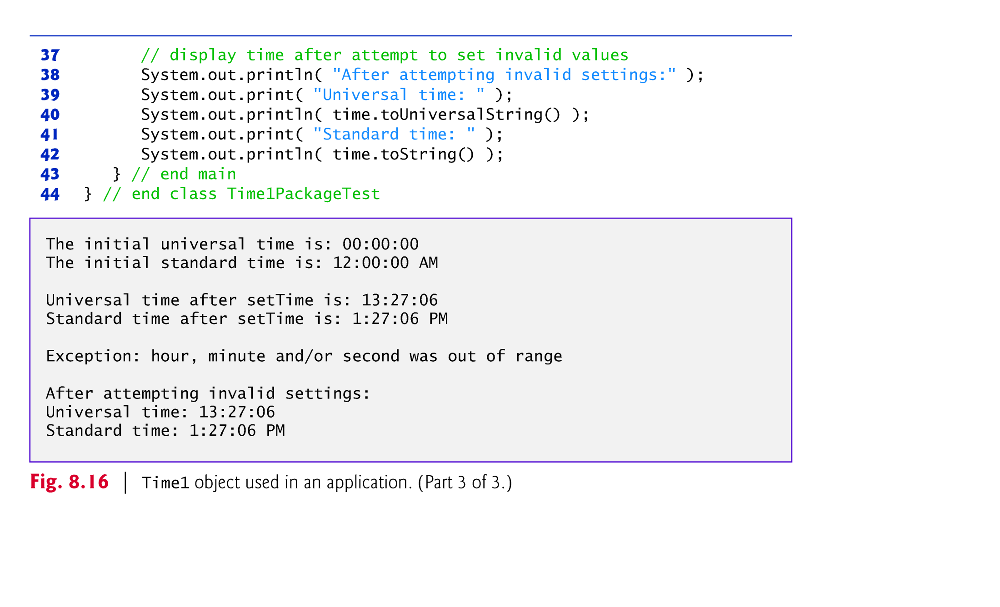 37 // display time after attempt to set invalid values
38 System.out.println( "After attempting invalid settings:" );
39 System.out.print( "Universal time: " );
40 System.out.println( time.toUniversalString() );
41 System.out.print( "Standard time: " );
42 System.out.println( time.toString() );
43 } // end main
44 } // end class Time1PackageTest
The initial universal time is: 00:00:00
The initial standard time is: 12:00:00 AM
Universal time after setTime is: 13:27:06
Standard time after setTime is: 1:27:06 PM
Exception: hour, minute and/or second was out of range
After attempting invalid settings:
Universal time: 13:27:06
Standard time: 1:27:06 PM
Fig. 8.16 | Time1 object used in an application. (Part 3 of 3.)